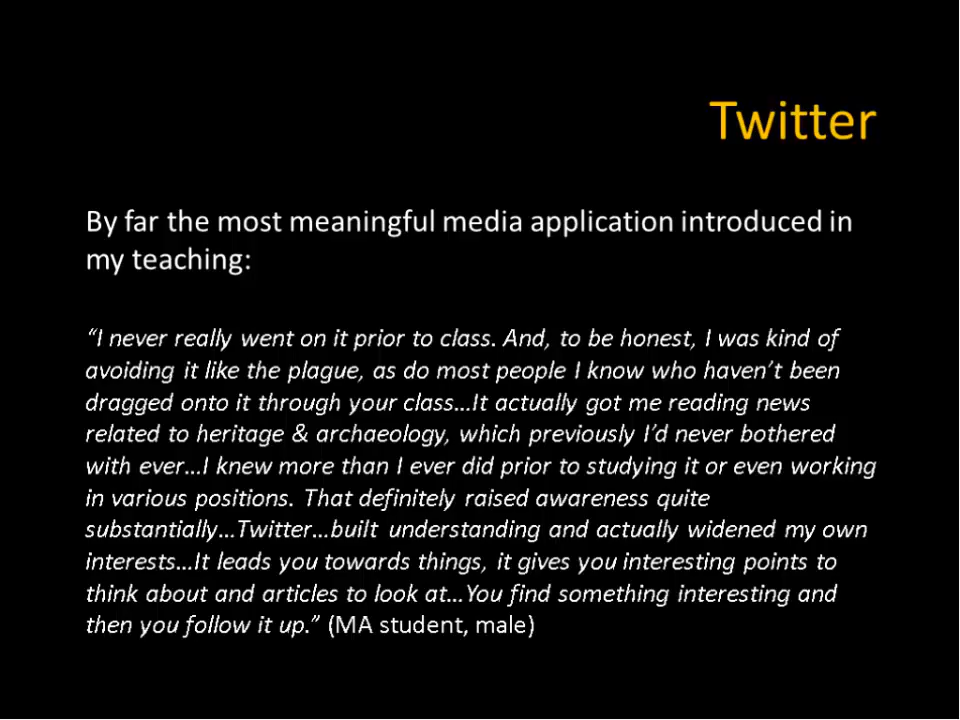 Twitter
By far the most meaningful media application introduced in
my teaching:
“I never really went on it prior to class. And, to be honest, I was kind of
avoiding it like the plague, as do most people I know who haven’t been
dragged onto it through your class…It actually got me reading news
related to heritage & archaeology, which previously I’d never bothered
with ever…I knew more than I ever did prior to studying it or even working
in various positions. That definitely raised awareness quite
substantially…Twitter…built understanding and actually widened my own
interests…It leads you towards things, it gives you interesting points to
think about and articles to look at…You find something interesting and
then you follow it up.” (MA student, male)